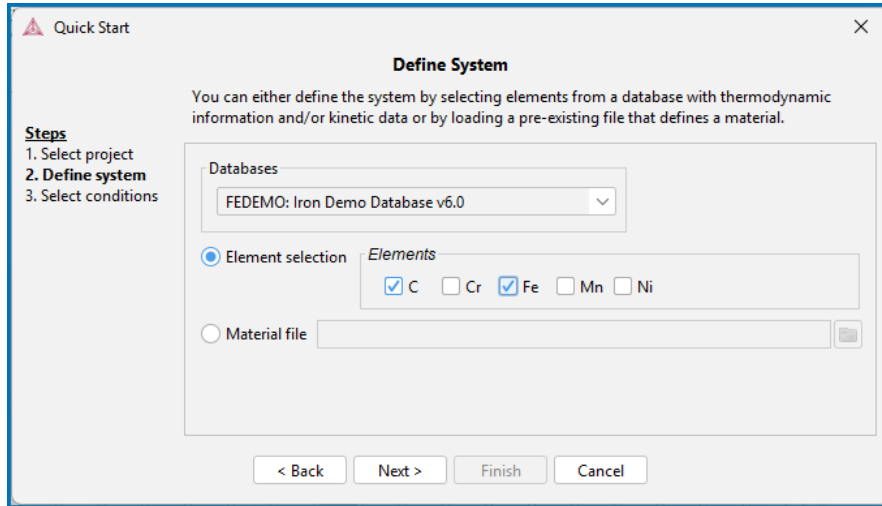 Quick Start
Define System
You can either define the system by selecting elements from a database with thermodynamic
information and/or kinetic data or by loading a pre-existing file that defines a material.
Steps
1. Select project
2. Define system
3. Select conditions
Databases
FEDEMO: Iron Demo Database v6.0
Element selection
Elements
C Cr Fe Mn Ni
Material file
< Back Next > Finish Cancel